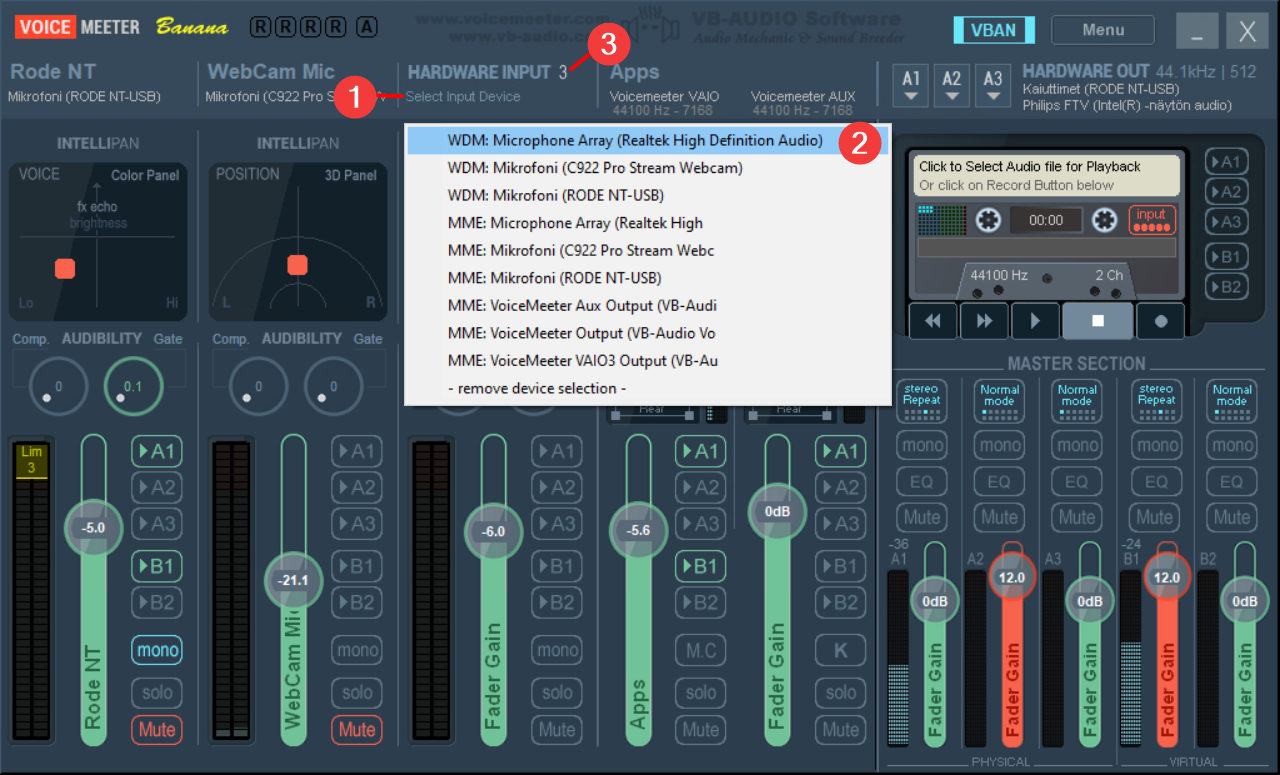 VOICE MEETER Banana R R R R A
www.voicemeeter.com
www.vb-audio.co
VB-AUDIO Software
Audio Mechanic & Sound Breeder
VBAN
Menu
3
Rode NT
Mikrofoni (RODE NT-USB)
WebCam Mic
Mikrofoni (C922 Pro S
1
HARDWARE INPUT 3
Select Input Device
Apps
Voicemeeter VAIO
44100 Hz - 7168
Voicemeeter AUX
44100 Hz - 7168
A1 A2 A3
HARDWARE OUT 44.1kHz | 512
Kaiuttimet (RODE NT-USB)
Philips FTV (Intel(R) -näytön audio)
WDM: Microphone Array (Realtek High Definition Audio)
2
WDM: Mikrofoni (C922 Pro Stream Webcam)
WDM: Mikrofoni (RODE NT-USB)
MME: Microphone Array (Realtek High
MME: Mikrofoni (C922 Pro Stream Webc
MME: Mikrofoni (RODE NT-USB)
MME: VoiceMeeter Aux Output (VB-Audi
MME: VoiceMeeter Output (VB-Audio Vo
MME: VoiceMeeter VAIO3 Output (VB-Au
- remove device selection -
INTELLIPAN
VOICE Color Panel
fx echo
brightness
Lo Hi
INTELLIPAN
POSITION 3D Panel
L R
Comp. AUDIBILITY Gate
0 0.1
Comp. AUDIBILITY Gate
0 0
Click to Select Audio file for Playback
Or click on Record Button below
00:00
input
44100 Hz 2 Ch
A1
A2
A3
B1
B2
Rear
Rear
Lim
3
-5.0
Rode NT
A1
A2
A3
B1
B2
mono
solo
Mute
-21.1
WebCam Mic
A1
A2
A3
B1
B2
mono
solo
Mute
-6.0
Fader Gain
A1
A2
A3
B1
B2
mono
solo
Mute
-5.6
Apps
A1
A2
A3
B1
B2
M.C
solo
Mute
0dB
Fader Gain
A1
A2
A3
B1
B2
K
solo
Mute
MASTER SECTION
stereo
Repeat
mono
EQ
Mute
-36
A1
0dB
Fader Gain
Normal
mode
mono
EQ
Mute
A2
12.0
Fader Gain
Normal
mode
mono
EQ
Mute
A3
0dB
Fader Gain
stereo
Repeat
mono
EQ
Mute
-24
B1
12.0
Fader Gain
Normal
mode
mono
EQ
Mute
B2
0dB
Fader Gain
PHYSICAL
VIRTUAL